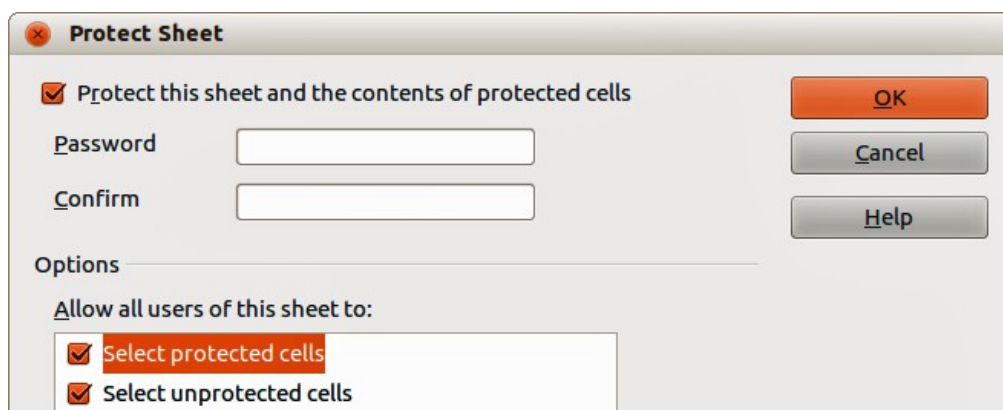 Protect Sheet
Protect this sheet and the contents of protected cells
OK
Password
Cancel
Confirm
Help
Options
Allow all users of this sheet to:
Select protected cells
Select unprotected cells